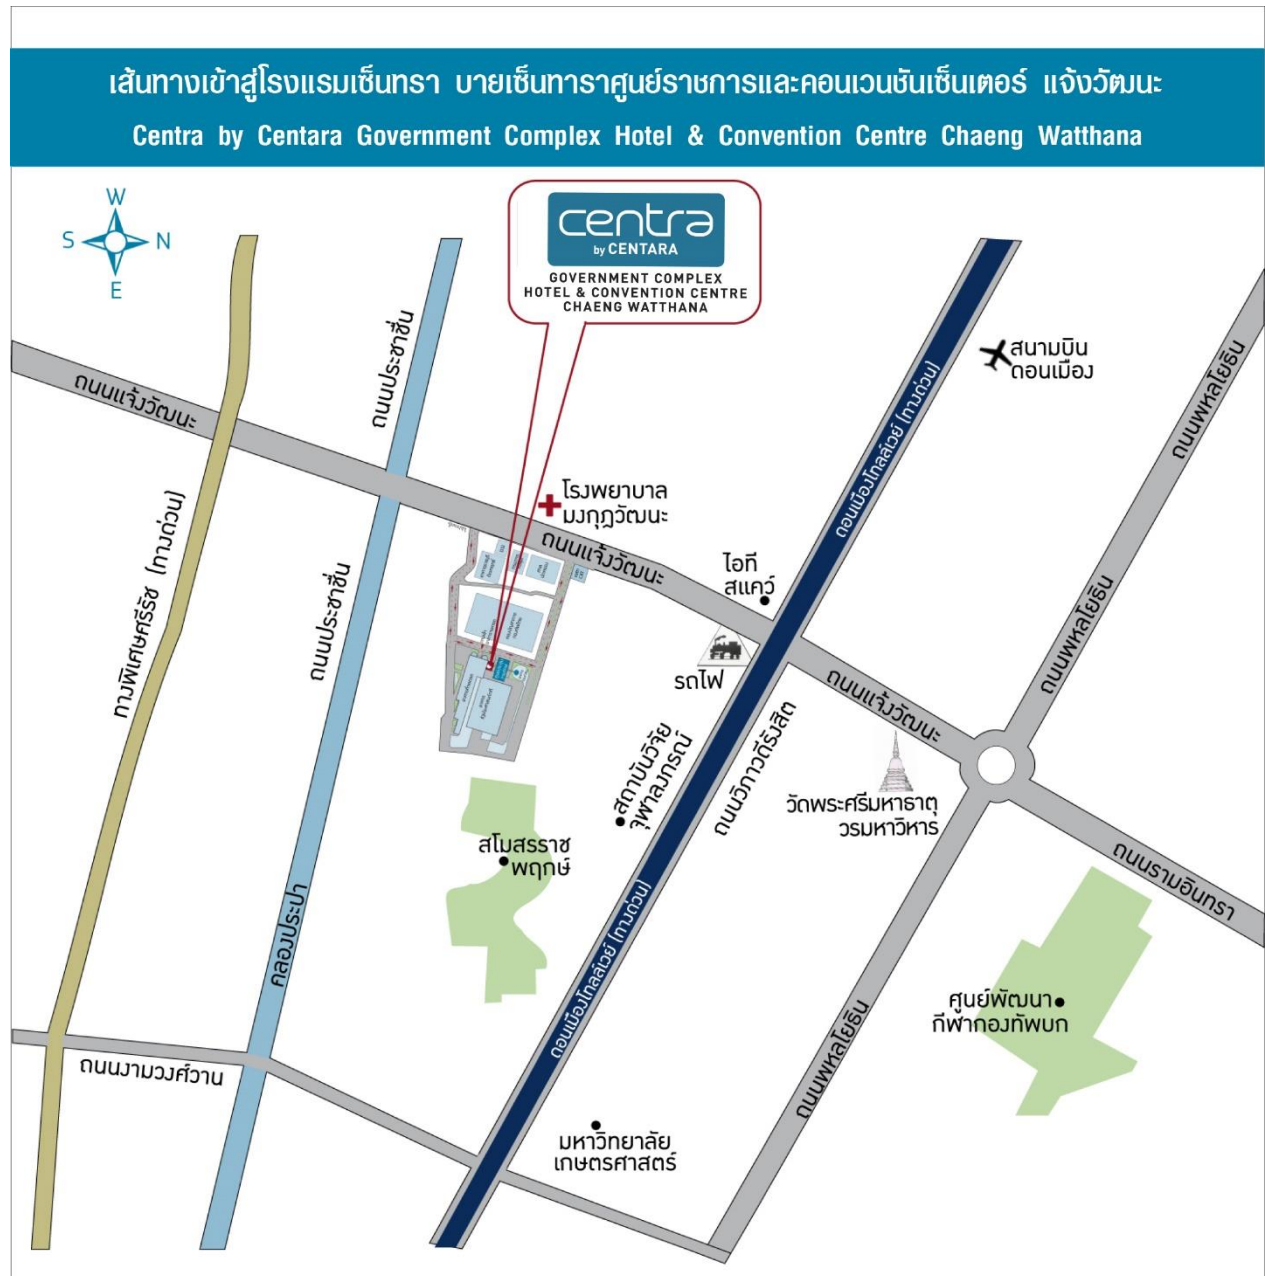 เส้นทางเข้าสู่โรงแรมเซ็นทรา บายเซ็นทาราศูนย์ราชการและคอนเวนชันเซ็นเตอร์ แจ้งวัฒนะ
Centra by Centara Government Complex Hotel & Convention Centre Chaeng Watthana
W
S
N
E
centra
by CENTARA
GOVERNMENT COMPLEX
HOTEL & CONVENTION CENTRE
CHAENG WATTHANA
ถนนประชาชื่น
สนามบิน
ดอนเมือง
ถนนพหลโยธิน
ถนนแจ้งวัฒนะ
ดอนเมืองโทลล์เวย์ (ทางด่วน)
โรงพยาบาล
มงกุฎวัฒนะ
ถนนแจ้งวัฒนะ
ทางพิเศษศรีรัช (ทางด่วน)
ไอที
สแควร์
ถนนประชาชื่น
ถนนพหลโยธิน
รถไฟ
ถนนแจ้งวัฒนะ
สถาบันวิจัย
จุฬาลงกรณ์
ถนนวิภาวดีรังสิต
วัดพระศรีมหาธาตุ
วรมหาวิหาร
สโมสรราช
พฤกษ์
ถนนรามอินทรา
คลองประปา
ดอนเมืองโทลล์เวย์ (ทางด่วน)
ศูนย์พัฒนา
กีฬากองทัพบก
ถนนงามวงศ์วาน
ถนนพหลโยธิน
มหาวิทยาลัย
เกษตรศาสตร์